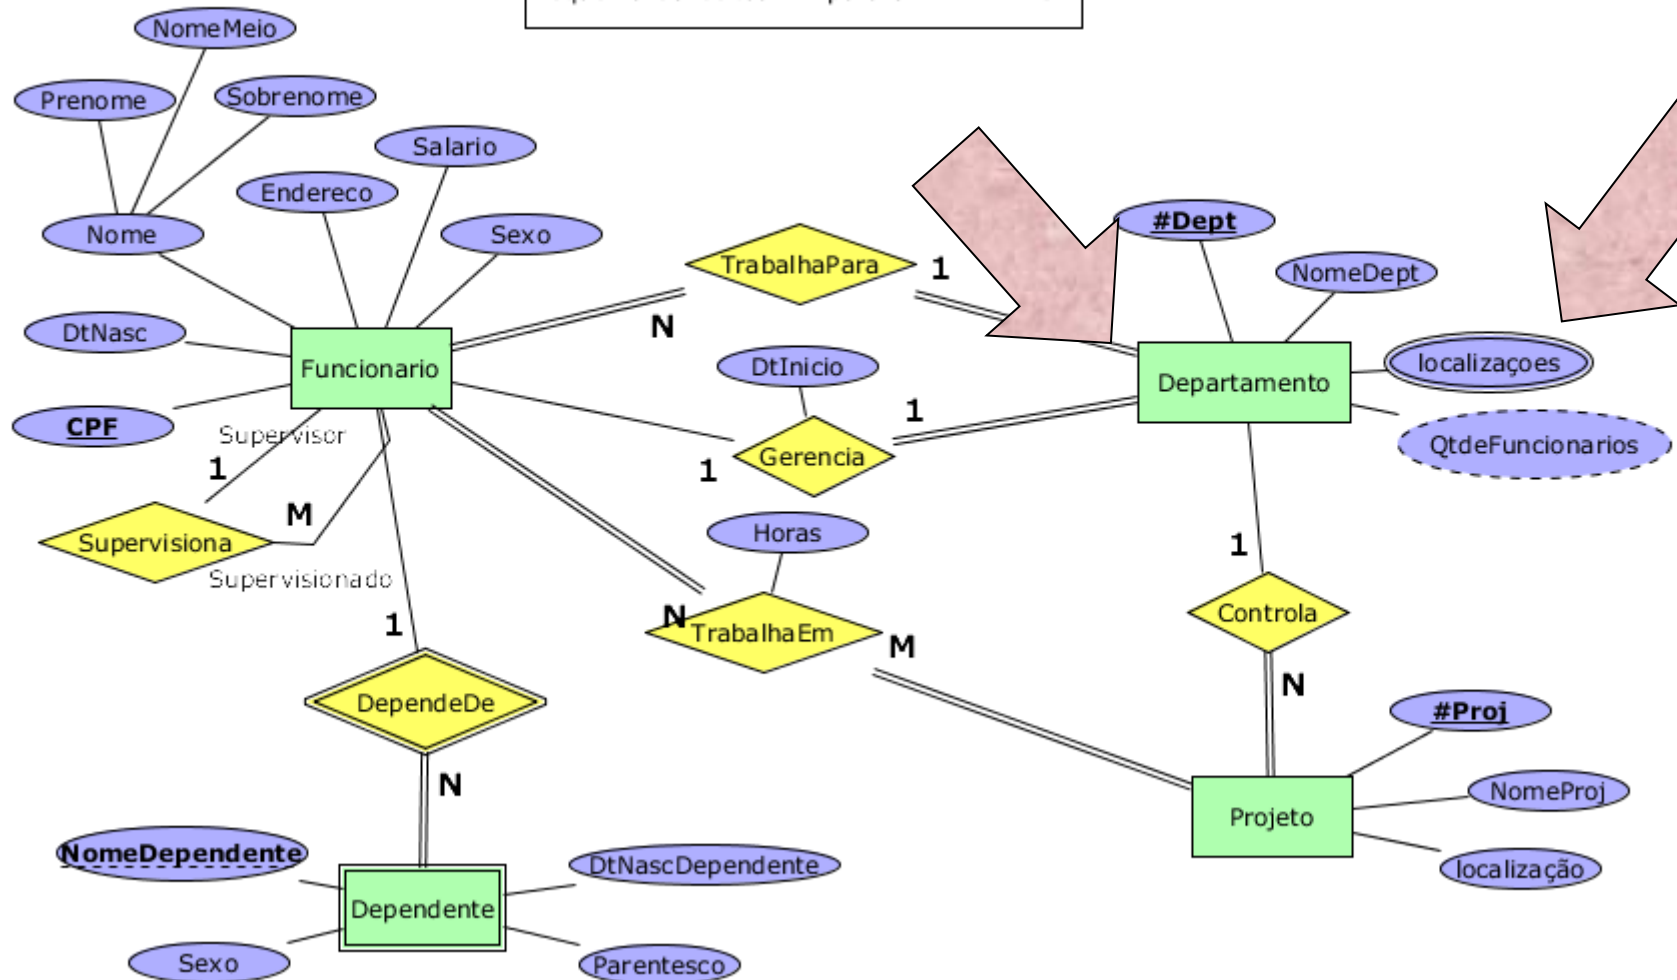 NomeMeio
Prenome
Sobrenome
Salario
Endereco
Nome
Sexo
#Dept
TrabalhaPara
1
NomeDept
N
DtNasc
Funcionario
DtInicio
localizaçoes
Departamento
CPF
Supervisor
1
QtdeFuncionarios
Gerencia
1
1
M
Horas
Supervisiona
1
Supervisionado
Controla
N
TrabalhaEm
1
M
N
DependeDe
#Proj
N
NomeProj
Projeto
NomeDependente
DtNascDependente
localização
Dependente
Sexo
Parentesco